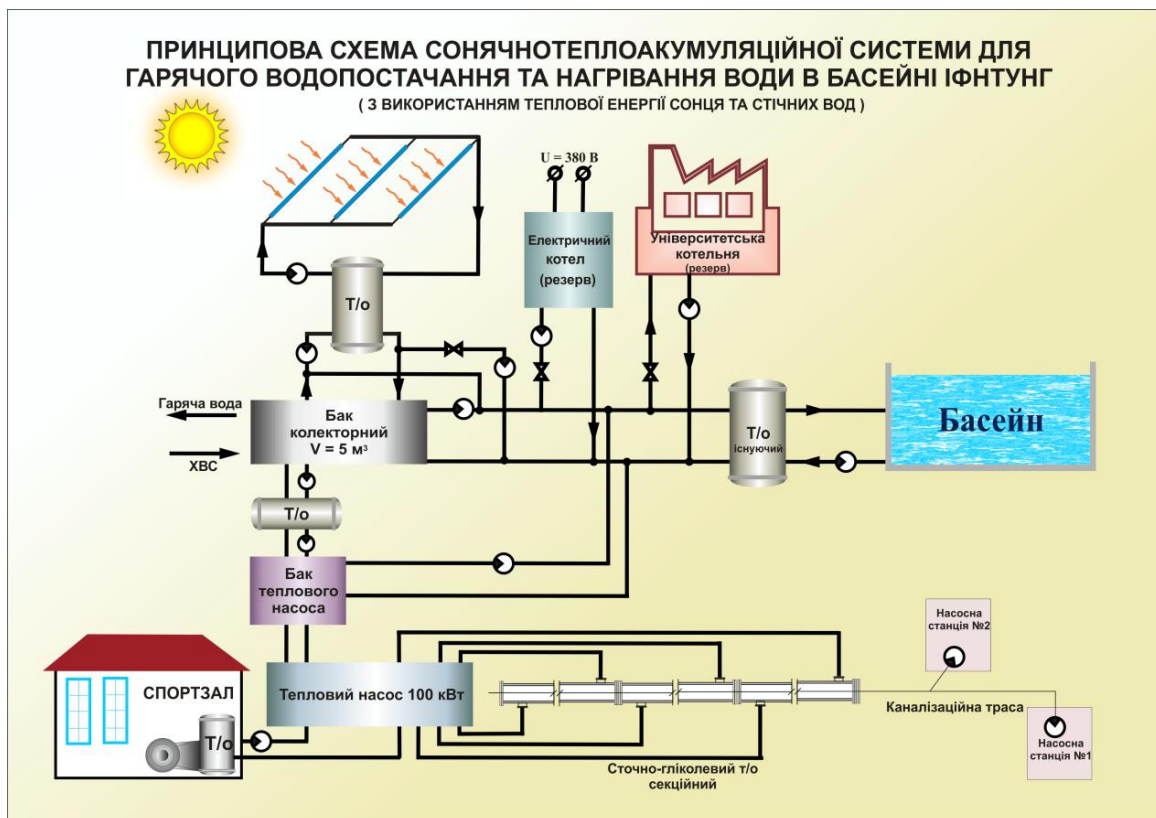 ПРИНЦИПОВА СХЕМА СОНЯЧНОТЕПЛОАКУМУЛЯЦІЙНОЇ СИСТЕМИ ДЛЯ
ГАРЯЧОГО ВОДОПОСТАЧАННЯ ТА НАГРІВАННЯ ВОДИ В БАСЕЙНІ ІФНТУНГ
( З ВИКОРИСТАННЯМ ТЕПЛОВОЇ ЕНЕРГІЇ СОНЦЯ ТА СТІЧНИХ ВОД )
U = 380 В
Електричний
котел
(резерв)
Університетська
котельня
(резерв)
Т/о
Гаряча вода
ХВС
Бак
колекторний
V = 5 м³
Т/о
існуючий
Басейн
Т/о
Бак
теплового
насоса
Насосна
станція №2
СПОРТЗАЛ
Тепловий насос 100 кВт
Каналізаційна траса
Т/о
Насосна
станція №1
Сточно-гліколевий т/о
секційний